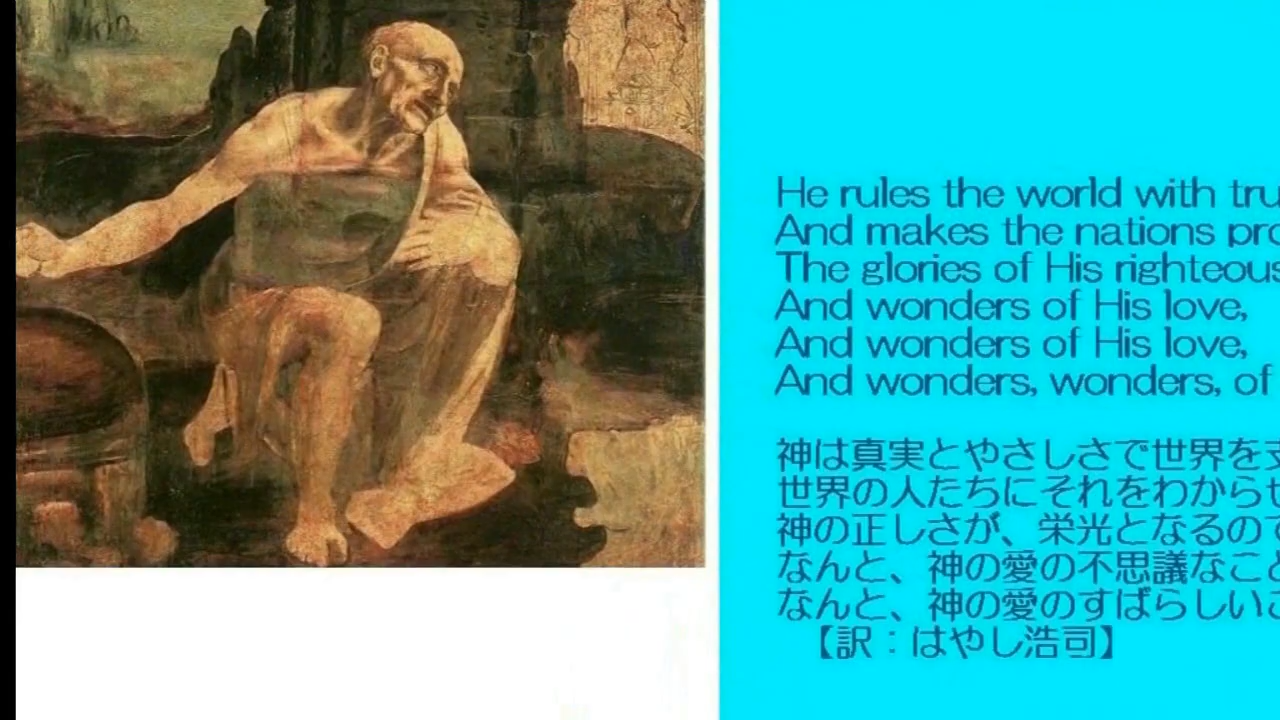 He rules the world with tru
And makes the nations pro
The glories of His righteous
And wonders of His love,
And wonders of His love,
And wonders, wonders, of
神は真実とやさしさで世界を支
世界の人たちにそれをわからせ
神の正しさが、栄光となるので
なんと、神の愛の不思議なこと
なんと、神の愛のすばらしいこ
【訳：はやし浩司】